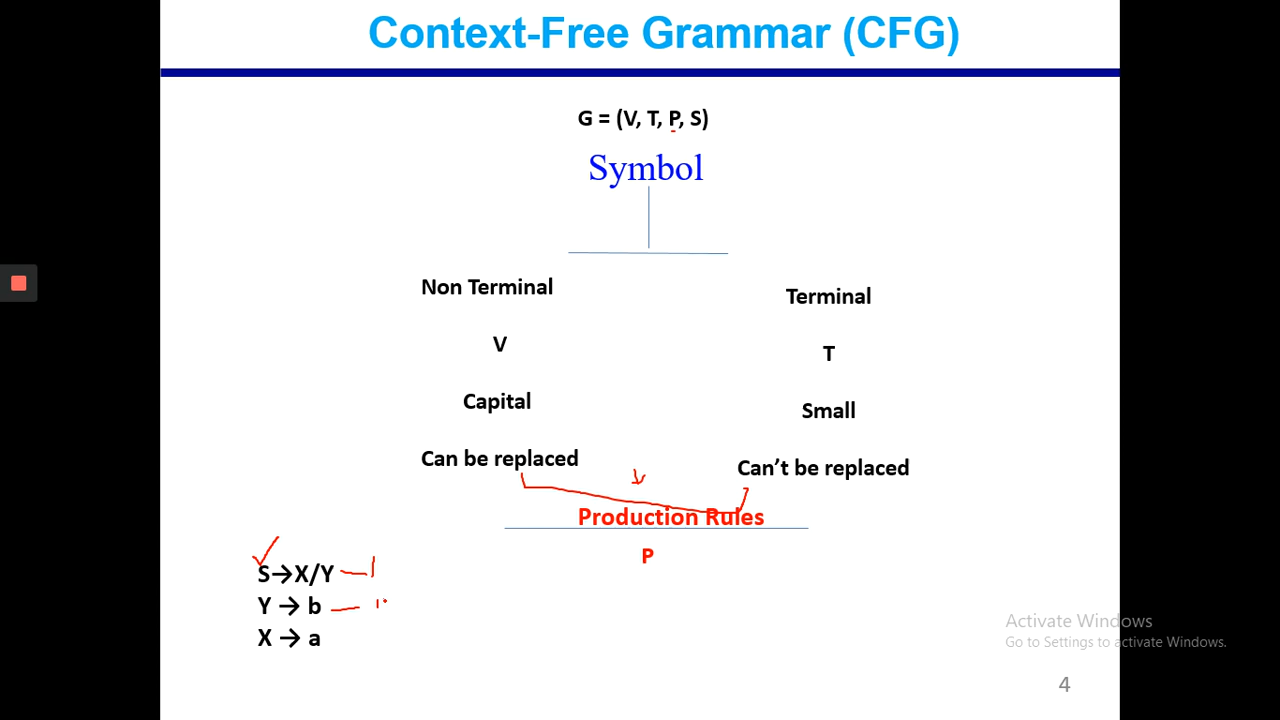 Context-Free Grammar (CFG)
G = (V, T, P, S)
Symbol
Non Terminal
Terminal
V
T
Capital
Small
Can be replaced
Can't be replaced
Production Rules
P
S→X/Y
Y → b
X → a
Activate Windows
Go to Settings to activate Windows.
4